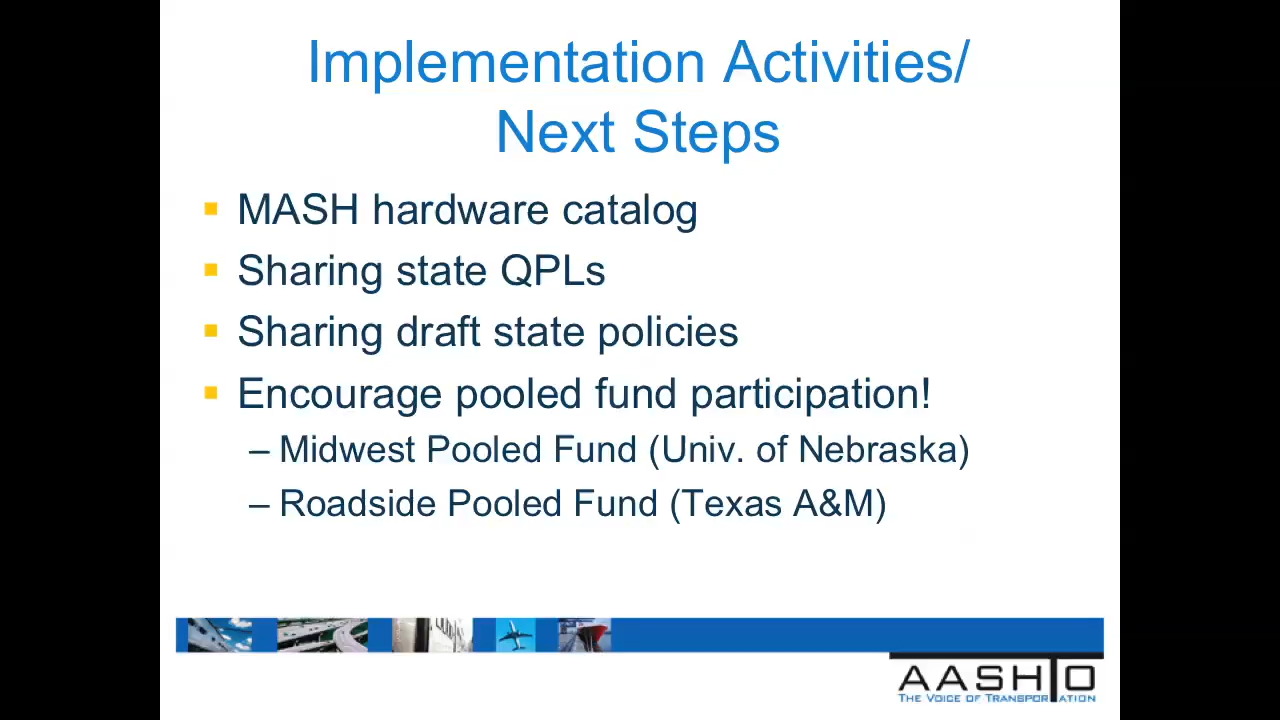 Implementation Activities/
Next Steps
MASH hardware catalog
Sharing state QPLs
Sharing draft state policies
Encourage pooled fund participation!
– Midwest Pooled Fund (Univ. of Nebraska)
– Roadside Pooled Fund (Texas A&M)
AASHTO
THE VOICE OF TRANSPORTATION